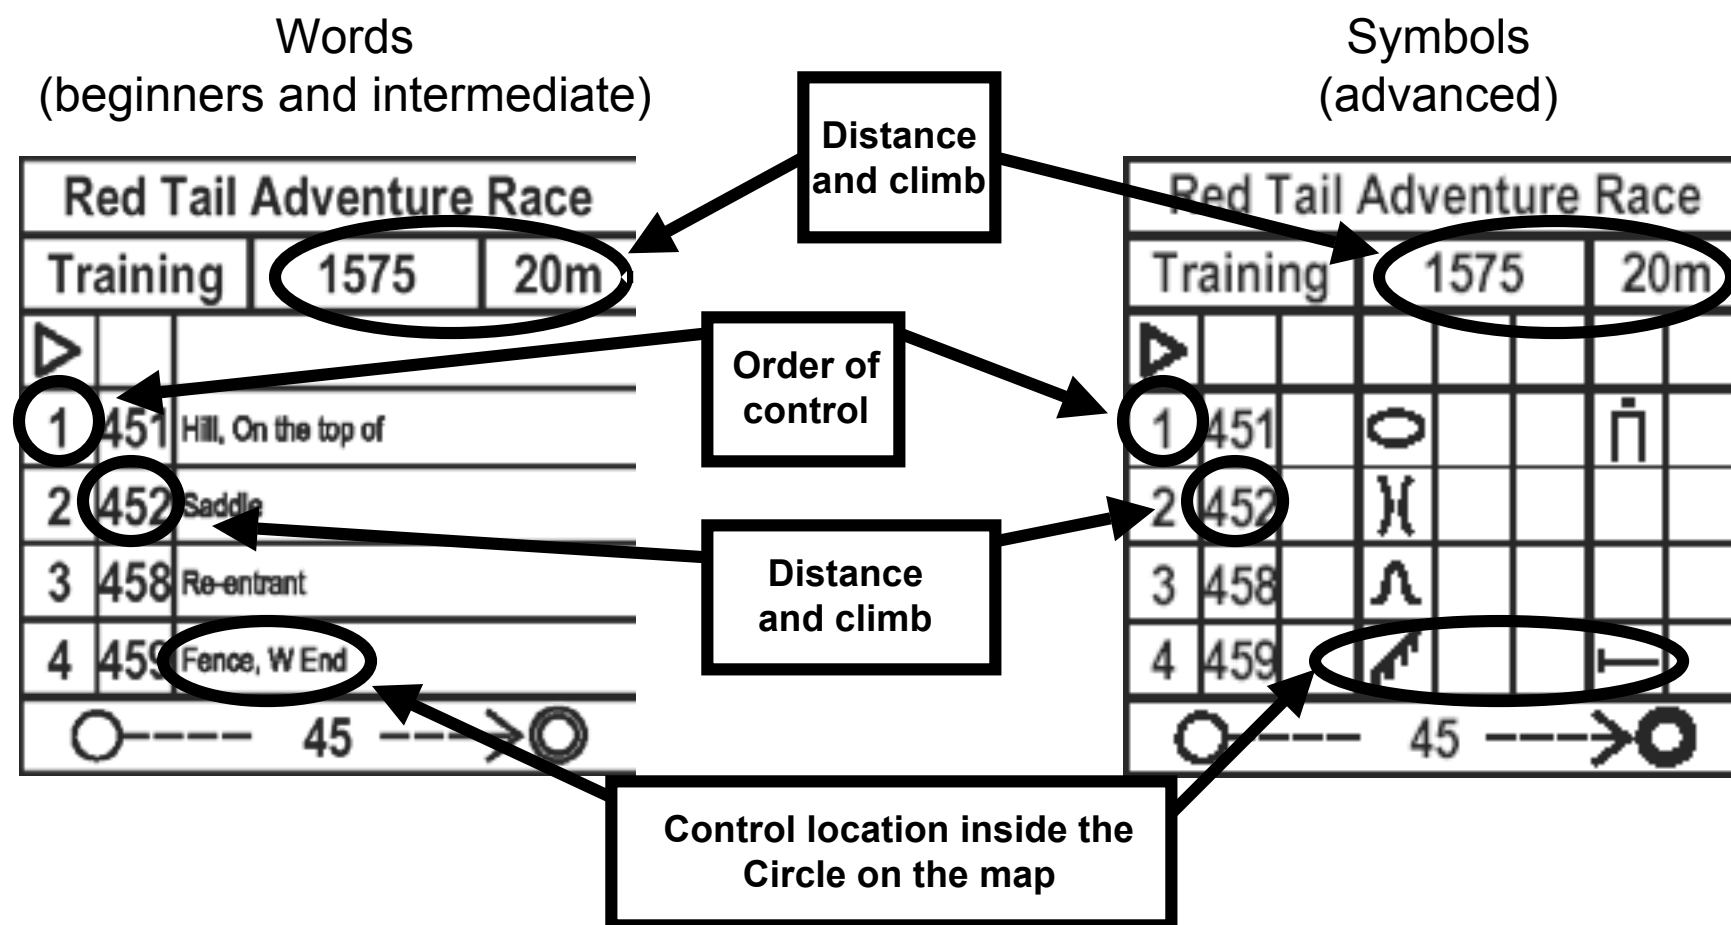 Words
(beginners and intermediate)
Symbols
(advanced)
Distance
and climb
Order of
control
Distance
and climb
Control location inside the
Circle on the map
Red Tail Adventure Race
Training 1575 20m
1 451 Hill, On the top of
2 452 Saddle
3 458 Re-entrant
4 459 Fence, W End
45
Red Tail Adventure Race
Training 1575 20m
1 451
2 452
3 458
4 459
45